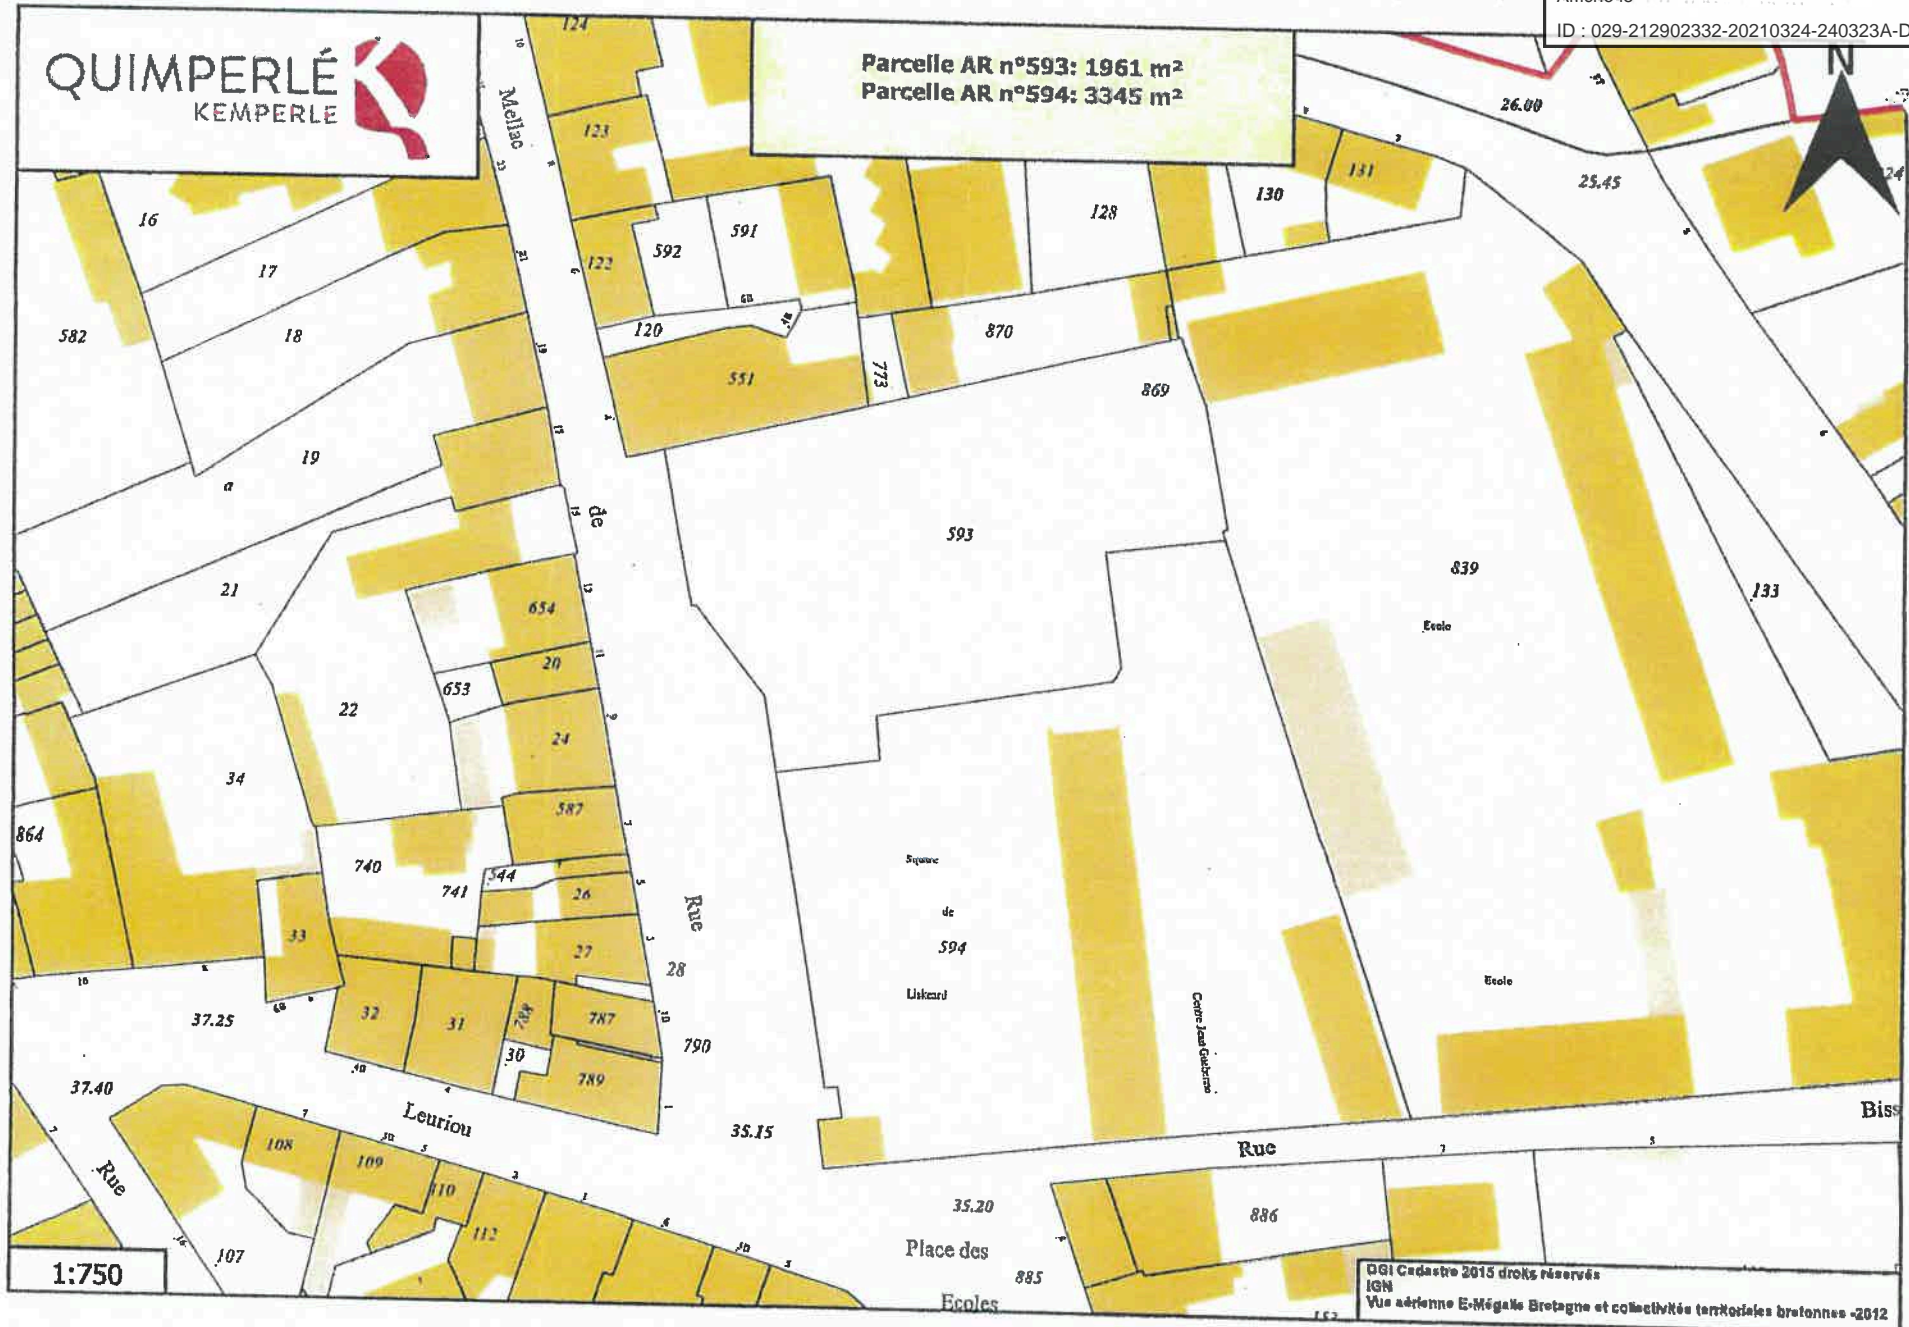 ID : 029-212902332-20210324-240323A-D
QUIMPERLÉ
KEMPERLE
Parcelle AR n°593: 1961 m²
Parcelle AR n°594: 3345 m²
N
124
Mellac
123
26.00
131
130
25.45
24
16
128
591
592
122
17
582
18
120
870
551
773
869
19
a
de
593
839
21
654
133
Ecole
20
653
22
24
34
587
864
740
544
741
26
Square
de
594
Liskeard
Rue
33
27
28
Ecole
37.25
32
31
788
787
30
790
789
37.40
Leuriou
35.15
Biss
Rue
108
109
110
112
Rue
107
35.20
886
Place des
885
Ecoles
1:750
DGI Cadastre 2015 droits réservés
IGN
Vue aérienne E-Mégalis Bretagne et collectivités territoriales bretonnes -2012